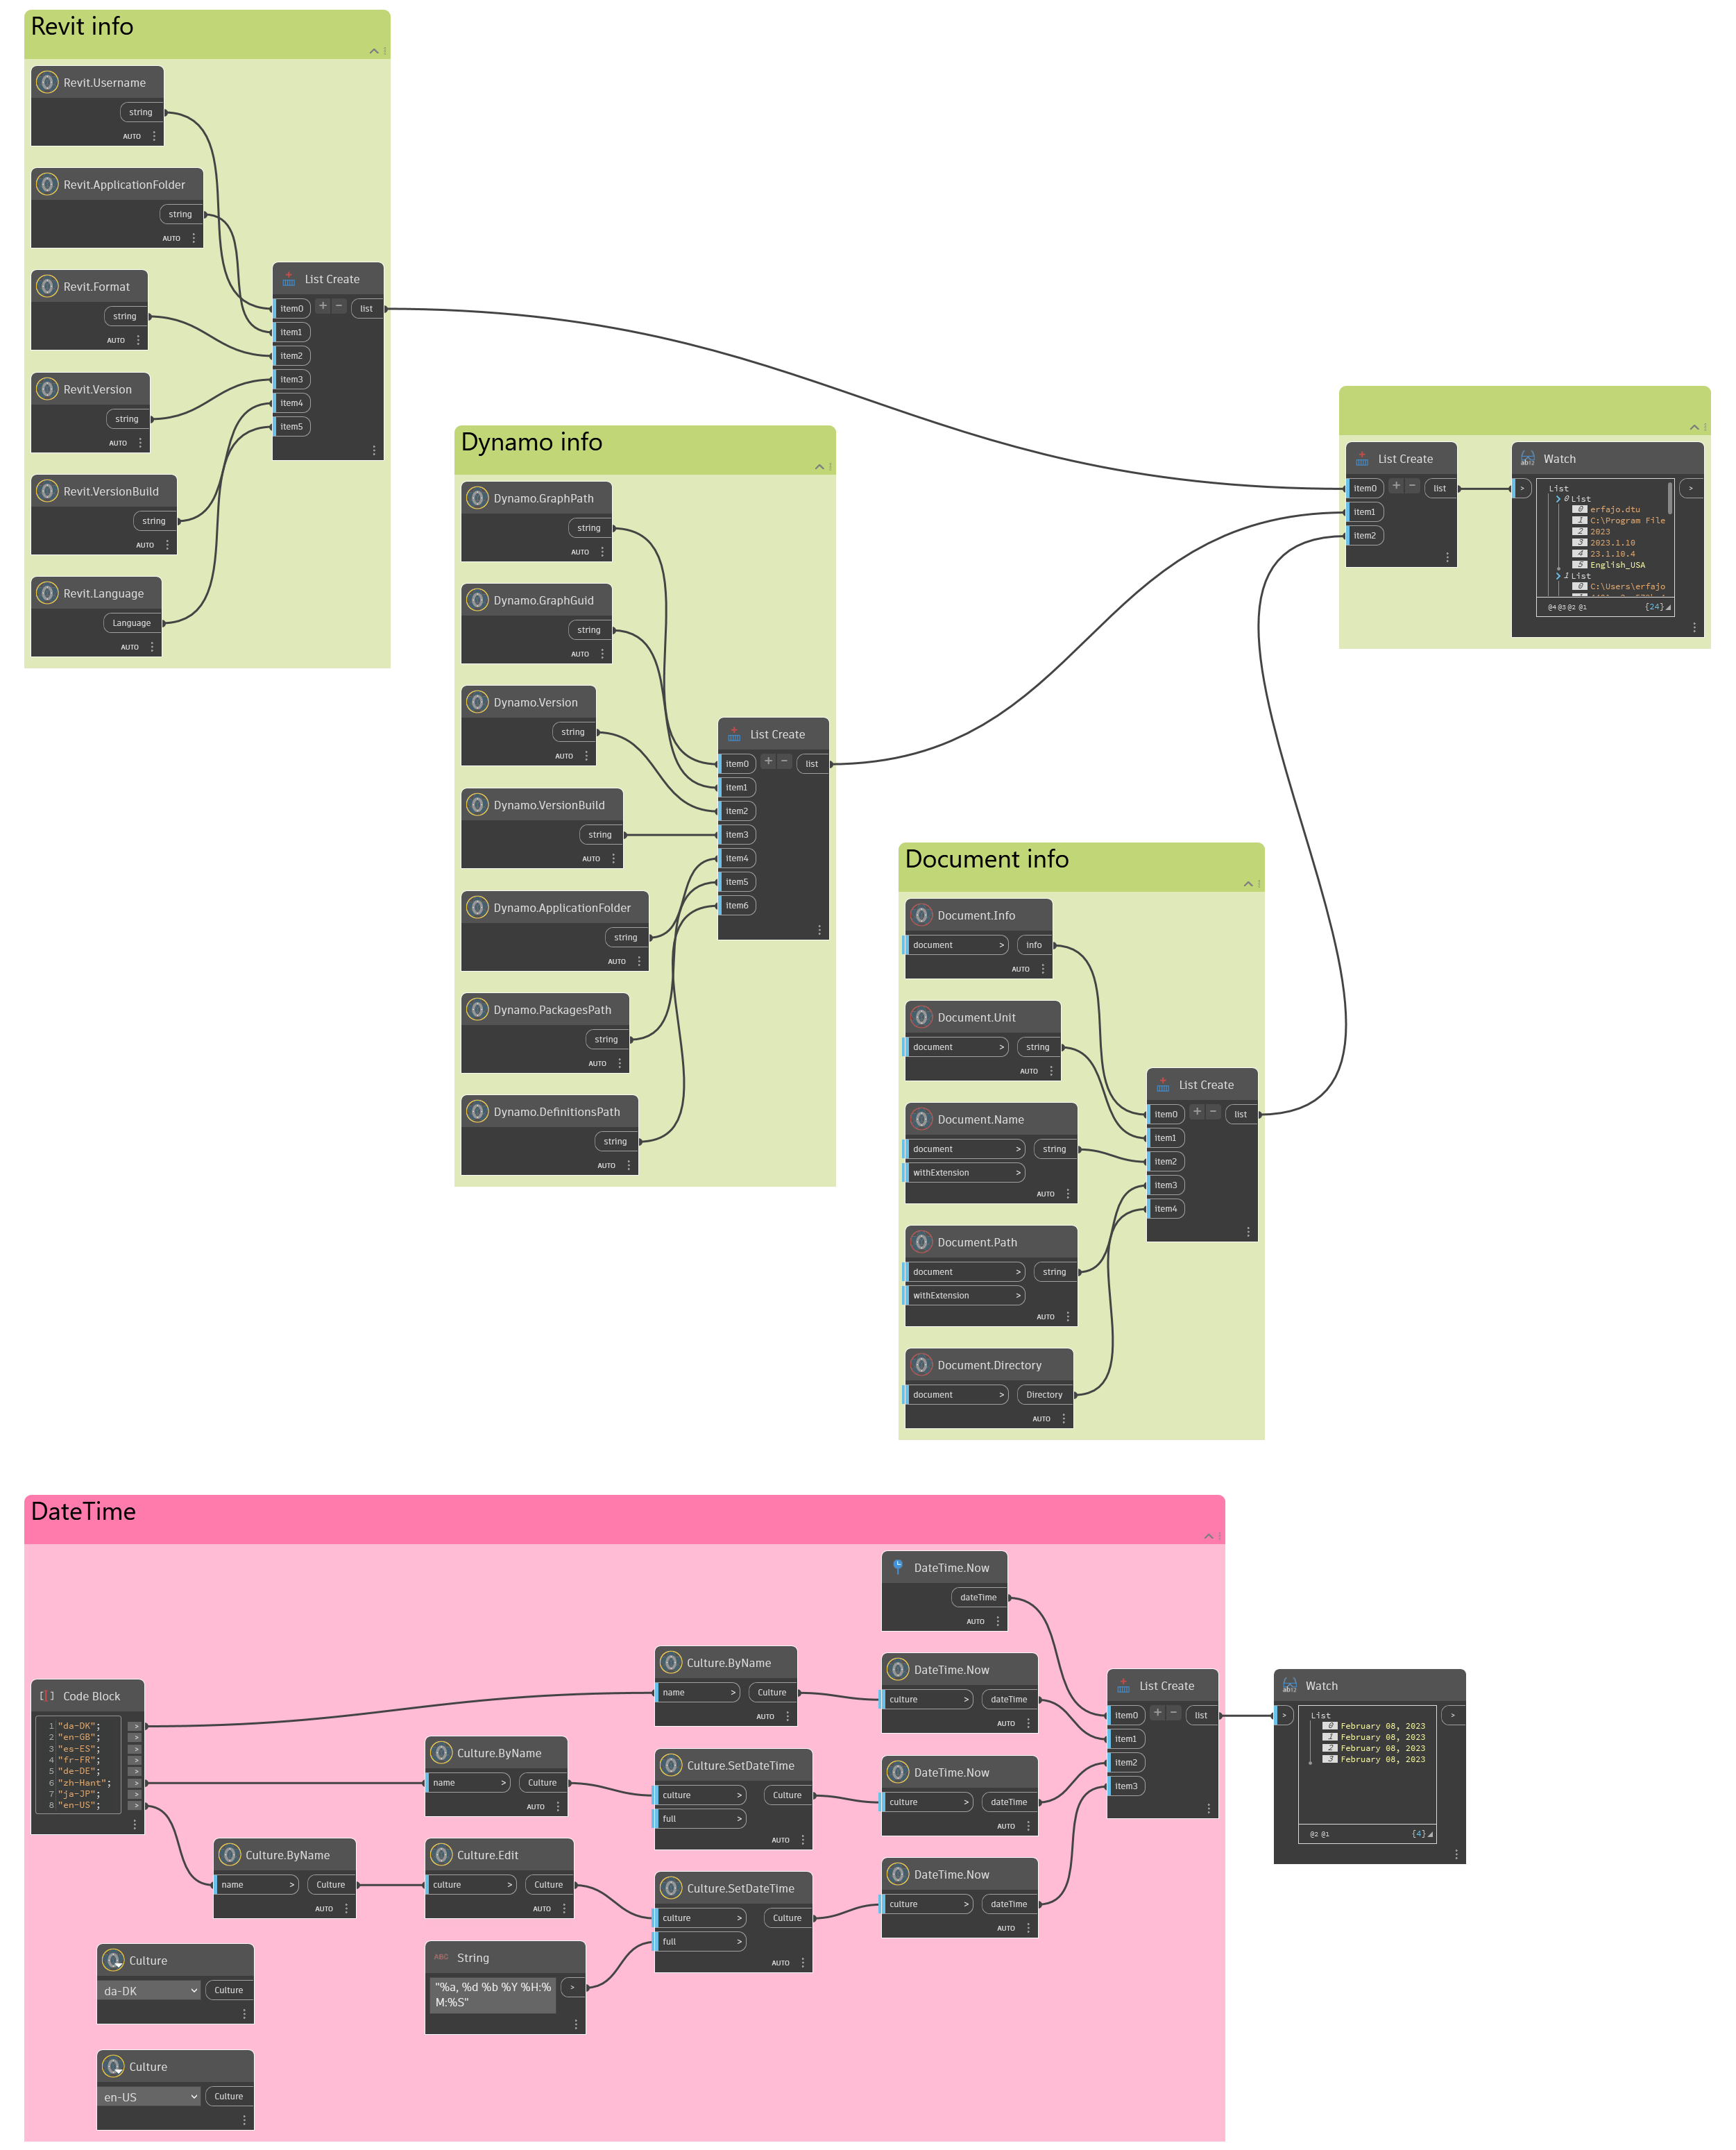 Revit info
Revit.Username
string
AUTO
Revit.ApplicationFolder
string
AUTO
Revit.Format
string
AUTO
Revit.Version
string
AUTO
Revit.VersionBuild
string
AUTO
Revit.Language
Language
AUTO
List Create
item0 + - list
item1
item2
item3
item4
item5
Dynamo info
Dynamo.GraphPath
string
AUTO
Dynamo.GraphGuid
string
AUTO
Dynamo.Version
string
AUTO
Dynamo.VersionBuild
string
AUTO
Dynamo.ApplicationFolder
string
AUTO
Dynamo.PackagesPath
string
AUTO
Dynamo.DefinitionsPath
string
AUTO
List Create
item0 + - list
item1
item2
item3
item4
item5
item6
Document info
Document.Info
document > info
AUTO
Document.Unit
document > string
AUTO
Document.Name
document > string
withExtension >
AUTO
Document.Path
document > string
withExtension >
AUTO
Document.Directory
document > Directory
AUTO
List Create
item0 + - list
item1
item2
item3
item4
List Create
item0 + - list
item1
item2
Watch
> >
List
0 List
0 erfajo.dtu
1 C:\Program File
2 2023
3 2023.1.10
4 23.1.10.4
5 English_USA
1 List
0 C:\Users\erfajo
@4 @3 @2 @1 {24}
DateTime
Code Block
1 "da-DK"; >
2 "en-GB"; >
3 "es-ES"; >
4 "fr-FR"; >
5 "de-DE"; >
6 "zh-Hant"; >
7 "ja-JP"; >
8 "en-US"; >
Culture.ByName
name > Culture
AUTO
Culture
da-DK Culture
Culture
en-US Culture
Culture.ByName
name > Culture
AUTO
Culture.Edit
culture > Culture
AUTO
ABC String
"%a, %d %b %Y %H:% >
M:%S"
Culture.ByName
name > Culture
AUTO
Culture.SetDateTime
culture > Culture
full >
AUTO
Culture.SetDateTime
culture > Culture
full >
AUTO
DateTime.Now
dateTime
AUTO
DateTime.Now
culture > dateTime
AUTO
DateTime.Now
culture > dateTime
AUTO
DateTime.Now
culture > dateTime
AUTO
List Create
item0 + - list
item1
item2
item3
Watch
> >
List
0 February 08, 2023
1 February 08, 2023
2 February 08, 2023
3 February 08, 2023
@2 @1 {4}